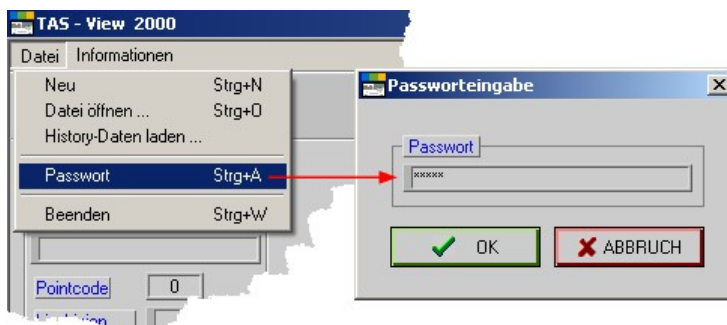 TAS - View 2000
Datei Informationen
Neu Strg+N
Datei öffnen ... Strg+O
History-Daten laden ...
Passwort Strg+A
Beenden Strg+W
Pointcode 0
Passworteingabe
Passwort
*****
OK ABBRUCH